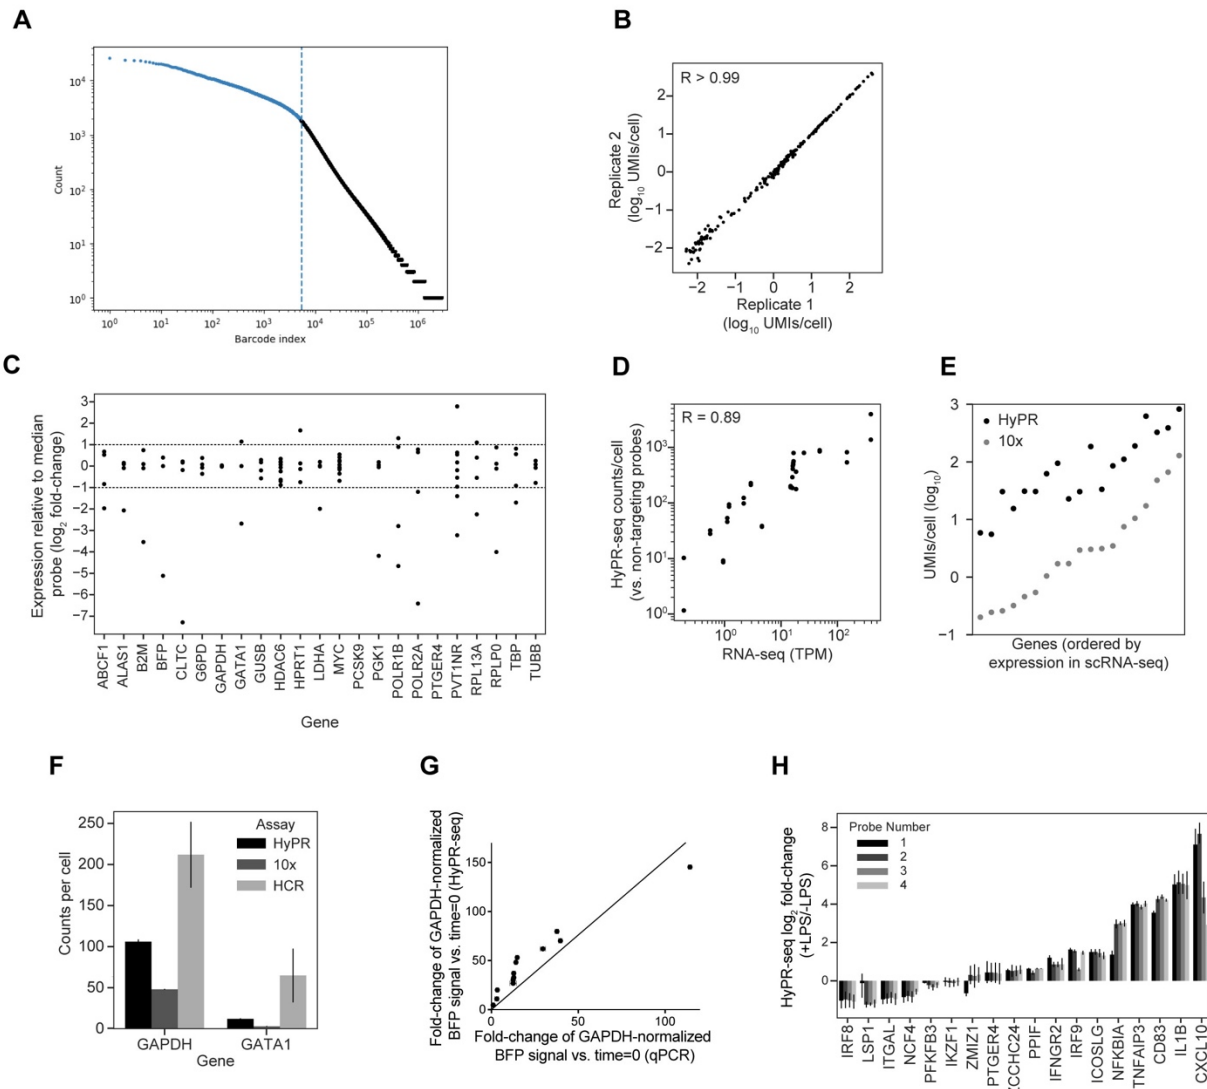 A
Count
10⁴
10³
10²
10¹
10⁰
10⁰ 10¹ 10² 10³ 10⁴ 10⁵ 10⁶
Barcode index
B
R > 0.99
Replicate 2
(log₁₀ UMIs/cell)
2
1
0
−1
−2
−2 −1 0 1 2
Replicate 1
(log₁₀ UMIs/cell)
C
Expression relative to median
probe (log₂ fold-change)
3
2
1
0
−1
−2
−3
−4
−5
−6
−7
ABCF1
ALAS1
B2M
BFP
CLTC
G6PD
GAPDH
GATA1
GUSB
HDAC6
HPRT1
LDHA
MYC
PCSK9
PGK1
POLR1B
POLR2A
PTGER4
PVT1NR
RPL13A
RPLP0
TBP
TUBB
Gene
D
R = 0.89
HyPR-seq counts/cell
(vs. non-targeting probes)
10³
10²
10¹
10⁰
10⁰ 10¹ 10²
RNA-seq (TPM)
E
HyPR
10x
UMIs/cell (log₁₀)
3
2
1
0
−1
Genes (ordered by
expression in scRNA-seq)
F
Counts per cell
250
200
150
100
50
0
Assay
HyPR
10x
HCR
GAPDH GATA1
Gene
G
Fold-change of GAPDH-normalized
BFP signal vs. time=0 (HyPR-seq)
150
100
50
0
0 50 100
Fold-change of GAPDH-normalized
BFP signal vs. time=0 (qPCR)
H
HyPR-seq log₂ fold-change
(+LPS/-LPS)
8
6
4
2
0
−2
Probe Number
1
2
3
4
IRF8
LSP1
ITGAL
NCF4
PFKFB3
IKZF1
ZMIZ1
PTGER4
ZCCHC24
PPIF
IFNGR2
IRF9
ICOSLG
NFKBIA
TNFAIP3
CD83
IL1B
CXCL10